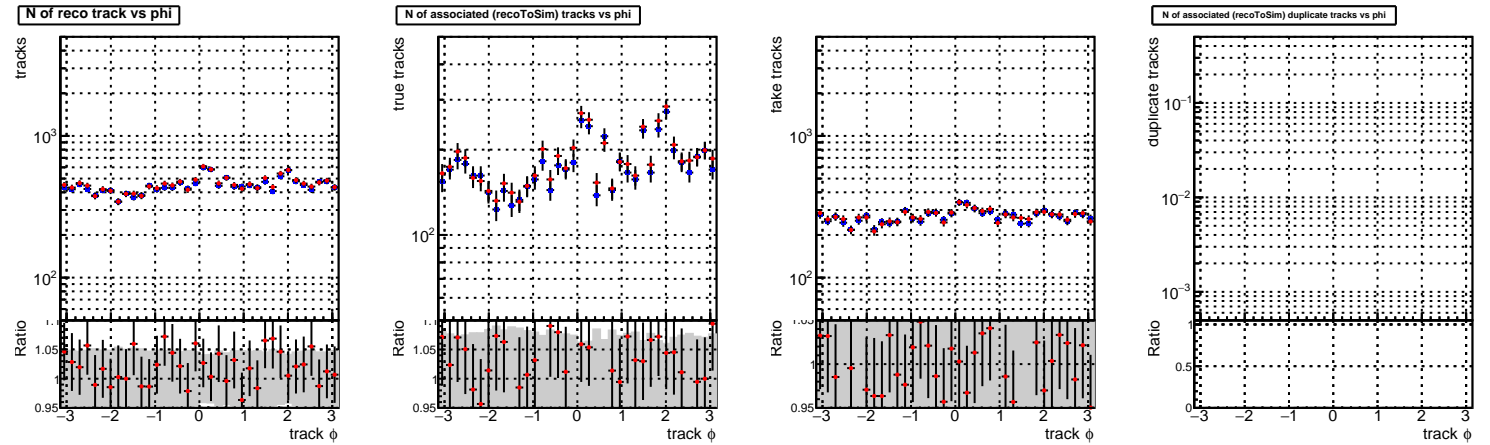 N of reco track vs phi
tracks
10³
10²
Ratio
1.05
1
0.95
−3 −2 −1 0 1 2 3
track ϕ
N of associated (recoToSim) tracks vs phi
true tracks
10²
Ratio
1.05
1
0.95
−3 −2 −1 0 1 2 3
track ϕ
fake tracks
10³
10²
Ratio
1
0.95
−3 −2 −1 0 1 2 3
track ϕ
N of associated (recoToSim) duplicate tracks vs phi
duplicate tracks
10⁻¹
10⁻²
10⁻³
Ratio
1
0.5
0
−3 −2 −1 0 1 2 3
track ϕ